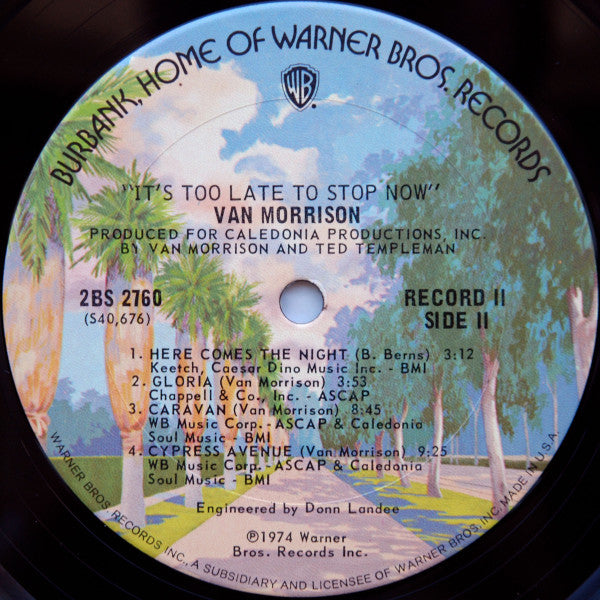 BURBANK, HOME OF WARNER BROS. RECORDS
WB
"IT'S TOO LATE TO STOP NOW"
VAN MORRISON
PRODUCED FOR CALEDONIA PRODUCTIONS, INC.
BY VAN MORRISON AND TED TEMPLEMAN
2BS 2760
(S40,676)
RECORD II
SIDE II
1. HERE COMES THE NIGHT (B. Berns) 3:12
Keetch, Caesar Dino Music Inc. - BMI
2. GLORIA (Van Morrison) 3:53
Chappell & Co., Inc. - ASCAP
3. CARAVAN (Van Morrison) 8:45
WB Music Corp. - ASCAP & Caledonia
Soul Music - BMI
4. CYPRESS AVENUE (Van Morrison) 9:25
WB Music Corp. - ASCAP & Caledonia
Soul Music - BMI
Engineered by Donn Landee
℗1974 Warner
Bros. Records Inc.
WARNER BROS. RECORDS INC., A SUBSIDIARY AND LICENSEE OF WARNER BROS. INC. MADE IN U.S.A.